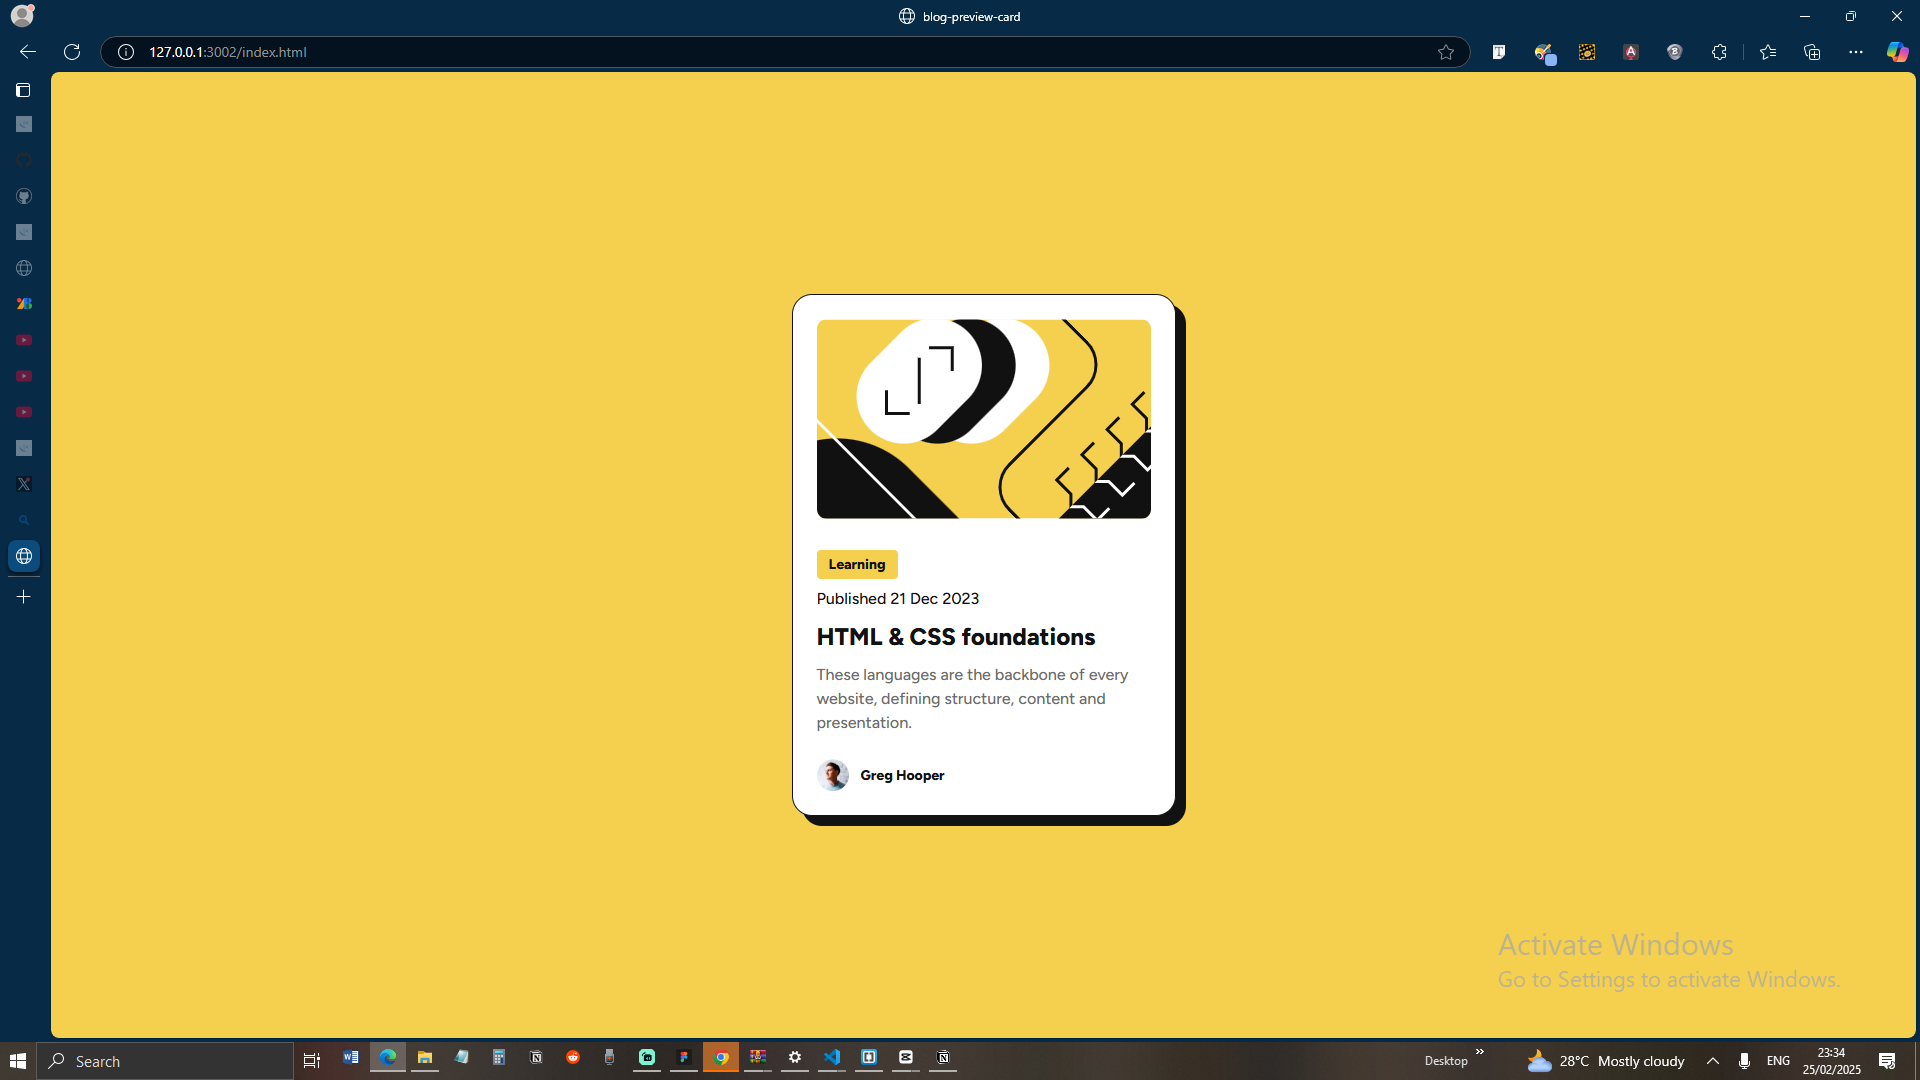 blog-preview-card
127.0.0.1:3002/index.html
Learning
Published 21 Dec 2023
HTML & CSS foundations
These languages are the backbone of every
website, defining structure, content and
presentation.
Greg Hooper
Activate Windows
Go to Settings to activate Windows.
Search
Desktop
28°C Mostly cloudy
ENG
23:34
25/02/2025